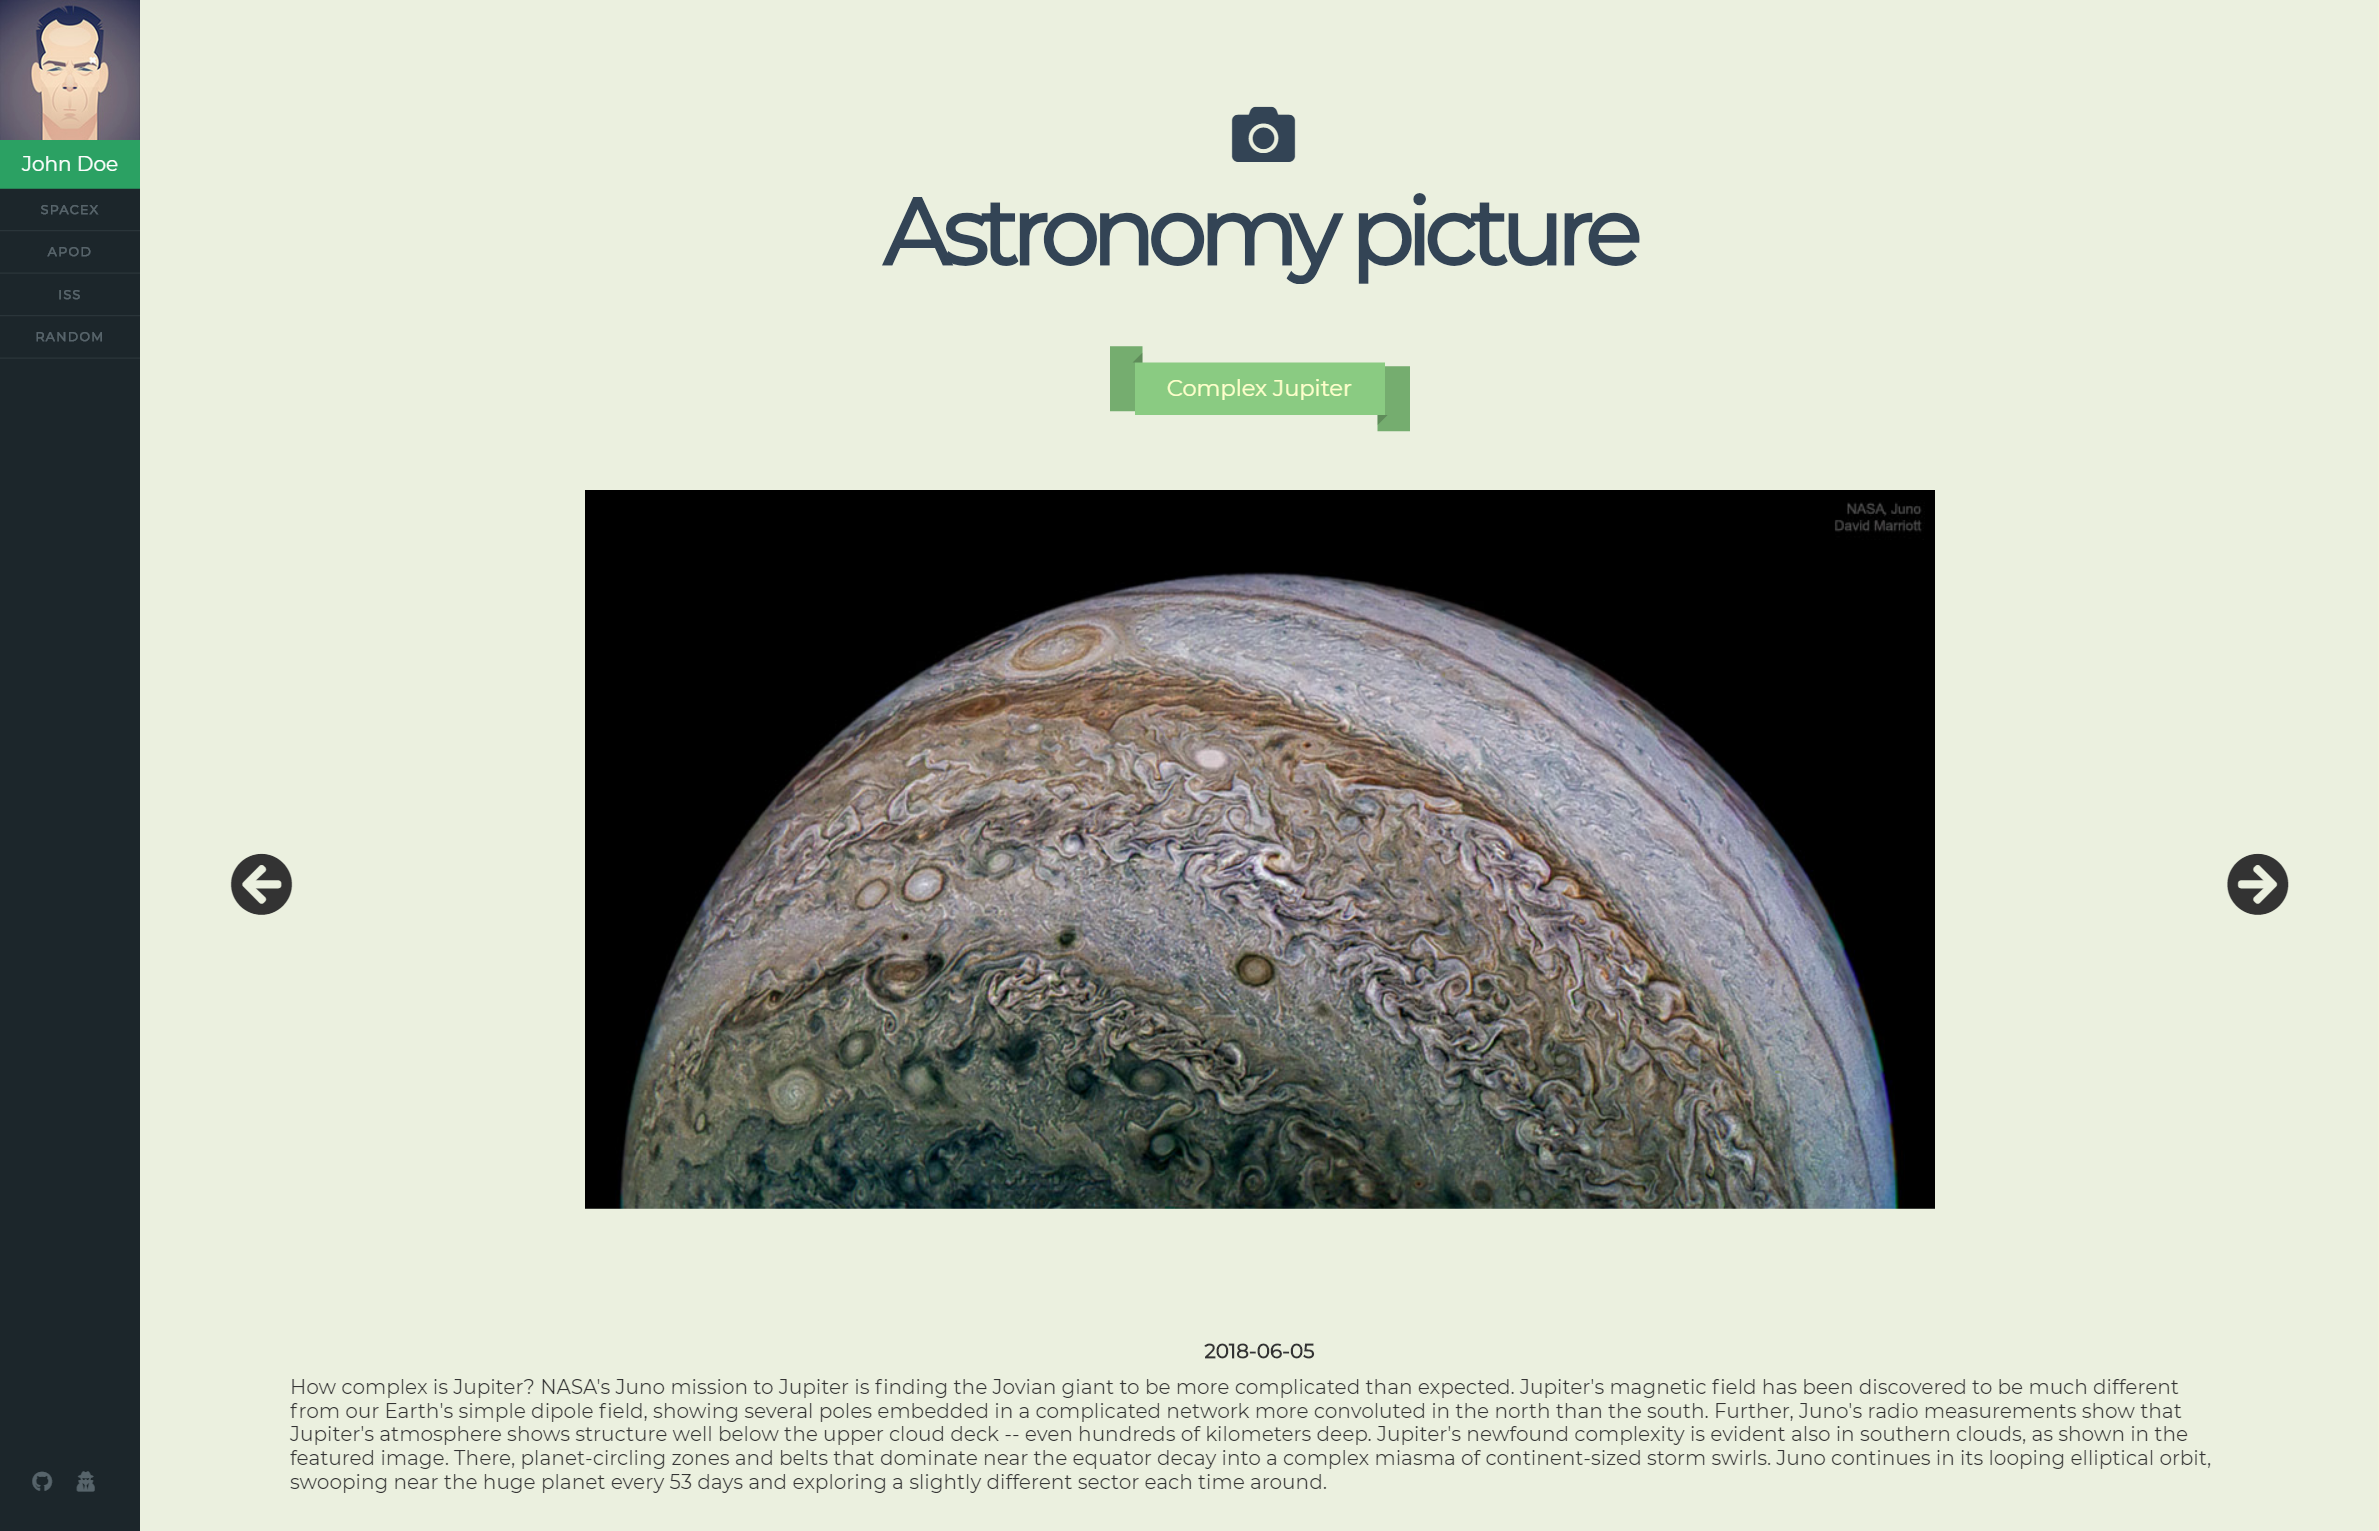 John Doe
SPACEX
APOD
ISS
RANDOM
Astronomy picture
Complex Jupiter
NASA, Juno
David Marriott
2018-06-05
How complex is Jupiter? NASA's Juno mission to Jupiter is finding the Jovian giant to be more complicated than expected. Jupiter's magnetic field has been discovered to be much different
from our Earth's simple dipole field, showing several poles embedded in a complicated network more convoluted in the north than the south. Further, Juno's radio measurements show that
Jupiter's atmosphere shows structure well below the upper cloud deck -- even hundreds of kilometers deep. Jupiter's newfound complexity is evident also in southern clouds, as shown in the
featured image. There, planet-circling zones and belts that dominate near the equator decay into a complex miasma of continent-sized storm swirls. Juno continues in its looping elliptical orbit,
swooping near the huge planet every 53 days and exploring a slightly different sector each time around.